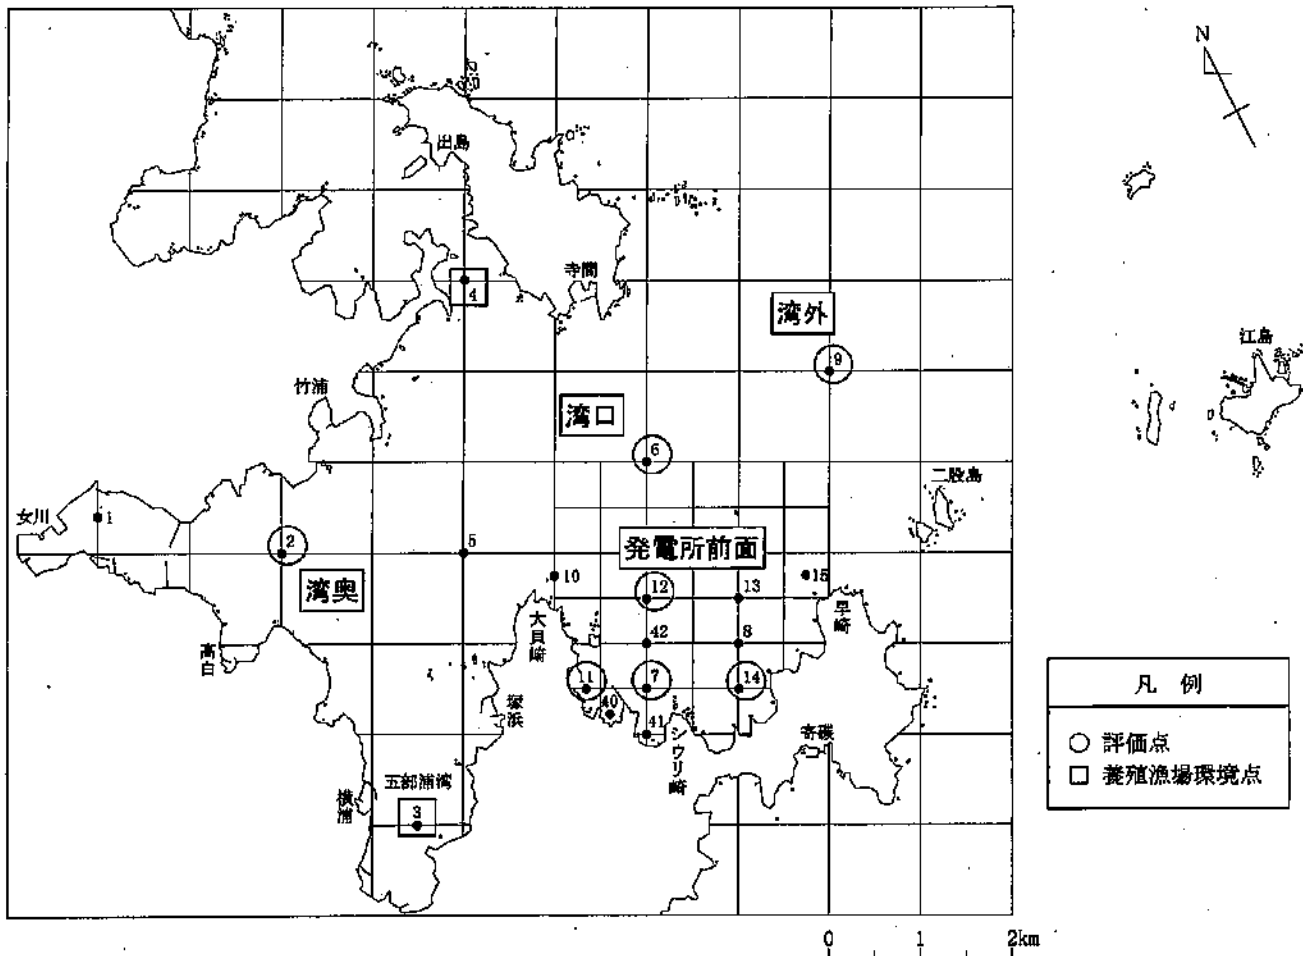 N
出島
4
寺間
湾外
9
江島
竹浦
湾口
6
二股島
女川
1
2
5
発電所前面
10
15
湾奥
12
13
大貝崎
早崎
42
8
高白
11
7
14
塚浜
40
41
シウリ崎
寄磯
凡 例
○ 評価点
□ 養殖漁場環境点
五部浦湾
横浦
3
0 1 2km